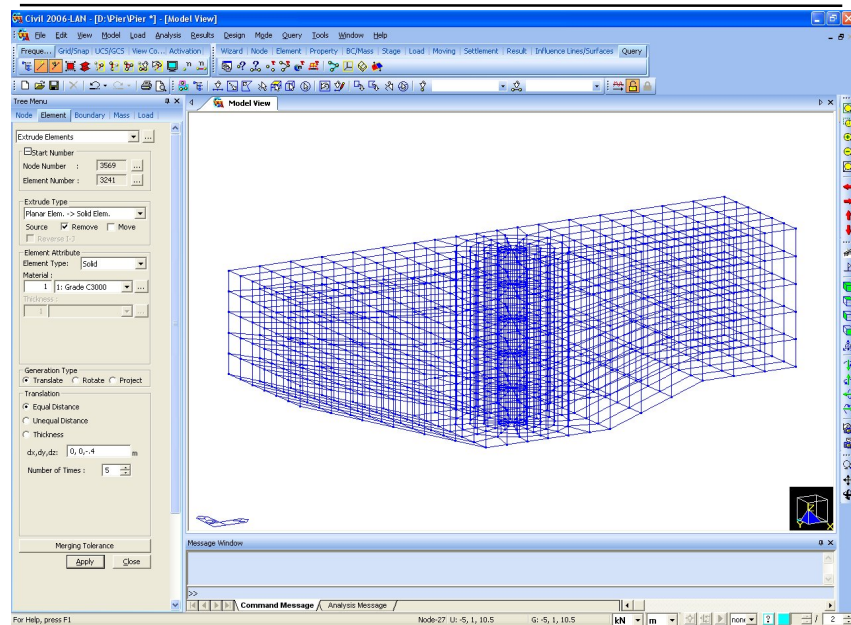 Civil 2006-LAN - [D:\Pier\Pier *] - [Model View]
File Edit View Model Load Analysis Results Design Mode Query Tools Window Help
Freque... Grid/Snap UCS/GCS View Co... Activation Wizard Node Element Property BC/Mass Stage Load Moving Settlement Result Influence Lines/Surfaces Query
Tree Menu
Model View
Node Element Boundary Mass Load
Extrude Elements
Start Number
Node Number : 3569
Element Number : 3241
Extrude Type
Planar Elem. -> Solid Elem.
Source Remove Move
Reverse I-J
Element Attribute
Element Type: Solid
Material :
1 1: Grade C3000
Thickness :
1
Generation Type
Translate Rotate Project
Translation
Equal Distance
Unequal Distance
Thickness
dx,dy,dz: 0, 0,-.4 m
Number of Times : 5
Merging Tolerance
Apply Close
Message Window
>>
Command Message Analysis Message
For Help, press F1 Node-27 U: -5, 1, 10.5 G: -5, 1, 10.5 kN m non / 2